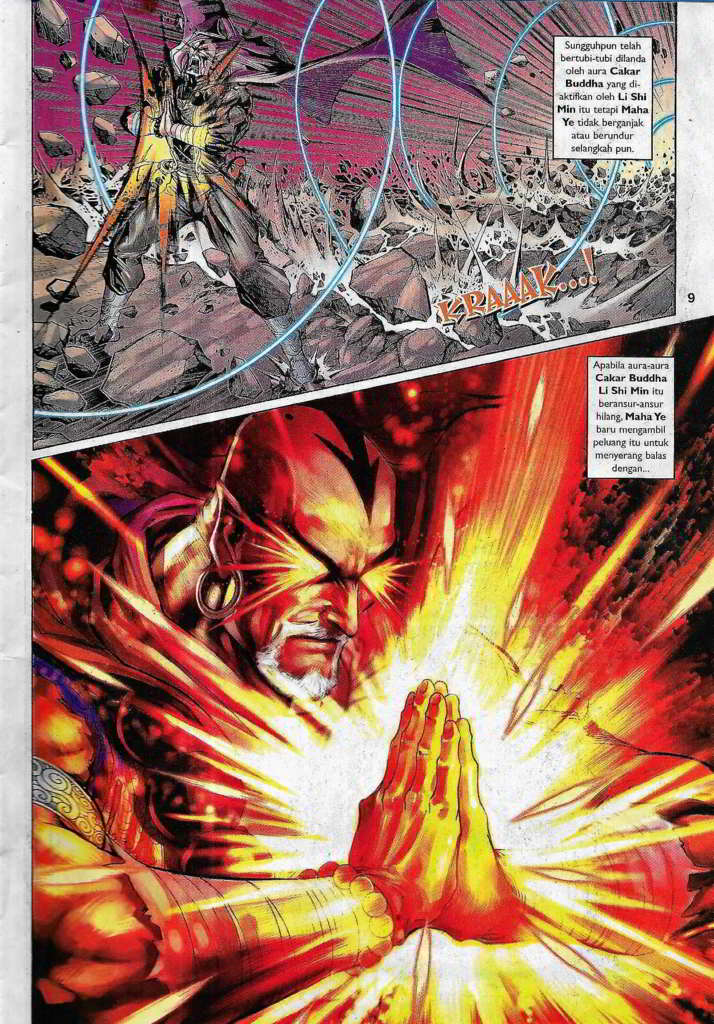 Sungguhpun telah
bertubi-tubi dilanda
oleh aura Cakar
Buddha yang di-
aktifkan oleh Li Shi
Min itu tetapi Maha
Ye tidak berganjak
atau berundur
selangkah pun.
KRAAAK...!
9
Apabila aura-aura
Cakar Buddha
Li Shi Min itu
beransur-ansur
hilang, Maha Ye
baru mengambil
peluang itu untuk
menyerang balas
dengan...